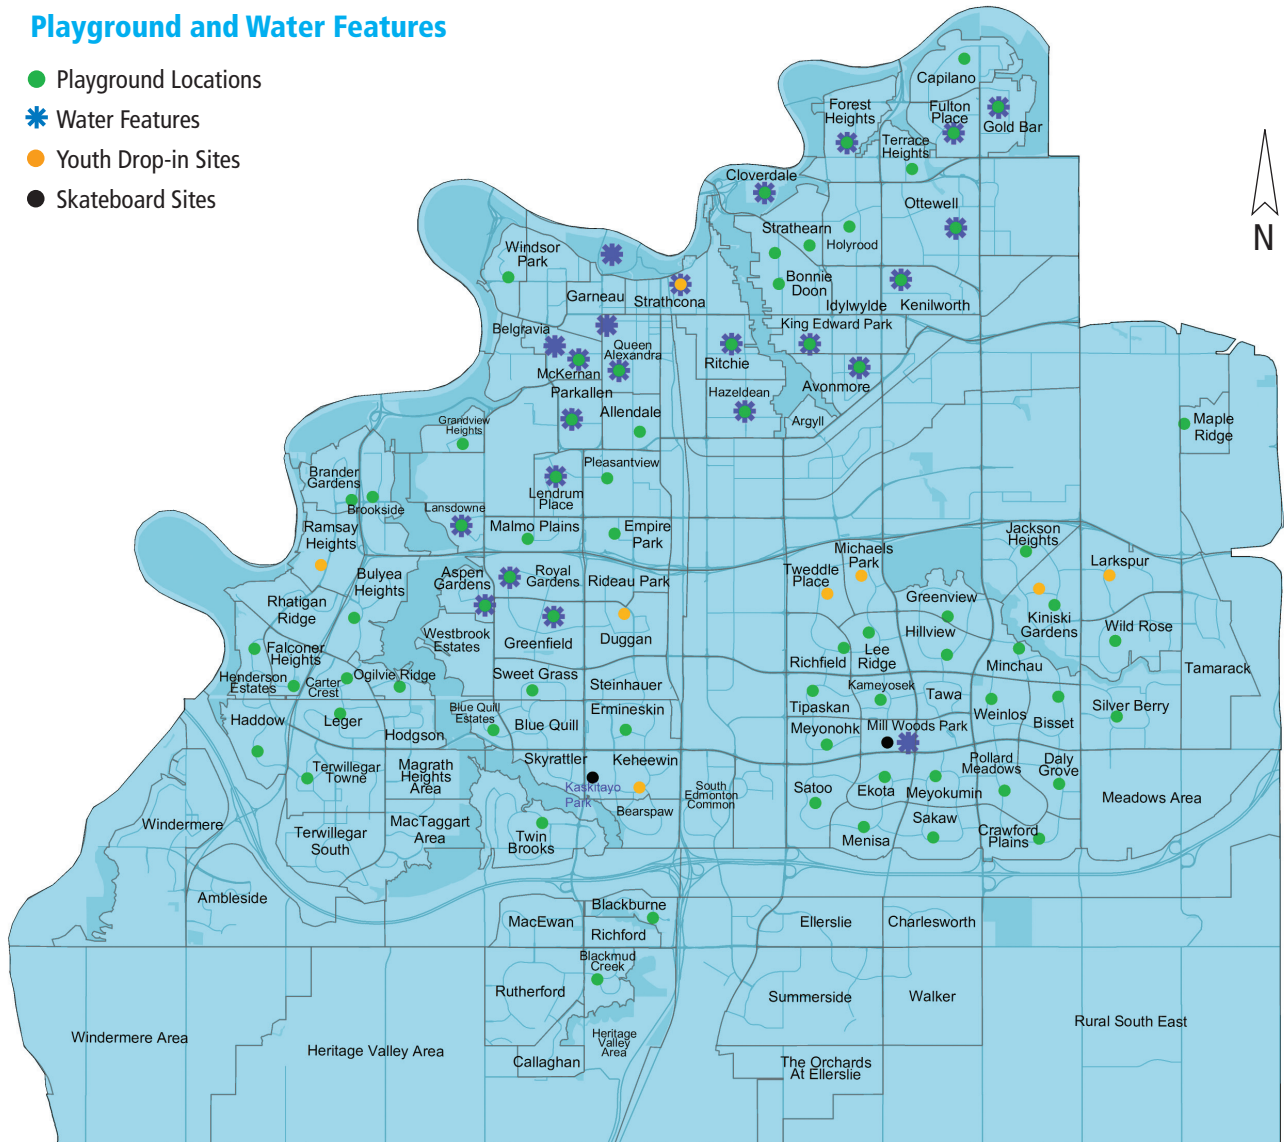 Playground and Water Features
Playground Locations
Water Features
Youth Drop-in Sites
Skateboard Sites
N
Capilano
Forest
Heights
Fulton
Place
Gold Bar
Terrace
Heights
Cloverdale
Ottewell
Strathearn
Holyrood
Windsor
Park
Bonnie
Doon
Garneau
Strathcona
Idylwylde
Kenilworth
Belgravia
King Edward Park
Queen
Alexandra
Ritchie
McKernan
Avonmore
Parkallen
Hazeldean
Allendale
Argyll
Grandview
Heights
Maple
Ridge
Pleasantview
Brander
Gardens
Lendrum
Place
Brookside
Lansdowne
Malmo Plains
Empire
Park
Ramsay
Heights
Jackson
Heights
Michaels
Park
Larkspur
Tweddle
Place
Aspen
Gardens
Royal
Gardens
Rideau Park
Bulyea
Heights
Greenview
Rhatigan
Ridge
Kiniski
Gardens
Wild Rose
Hillview
Westbrook
Estates
Greenfield
Duggan
Falconer
Heights
Lee
Ridge
Richfield
Minchau
Tamarack
Henderson
Estates
Carter
Crest
Ogilvie Ridge
Sweet Grass
Steinhauer
Kameyosek
Tawa
Tipaskan
Weinlos
Bisset
Silver Berry
Haddow
Leger
Blue Quill
Estates
Blue Quill
Ermineskin
Meyonohk
Mill Woods Park
Hodgson
Skyrattler
Keheewin
Pollard
Meadows
Daly
Grove
Terwillegar
Towne
Magrath
Heights
Area
Kaskitayo
Park
South
Edmonton
Common
Satoo
Ekota
Meyokumin
Meadows Area
Bearspaw
Windermere
Terwillegar
South
MacTaggart
Area
Twin
Brooks
Sakaw
Menisa
Crawford
Plains
Ambleside
Blackburne
MacEwan
Richford
Ellerslie
Charlesworth
Blackmud
Creek
Rutherford
Summerside
Walker
Rural South East
Windermere Area
Heritage Valley Area
Heritage
Valley
Area
Callaghan
The Orchards
At Ellerslie